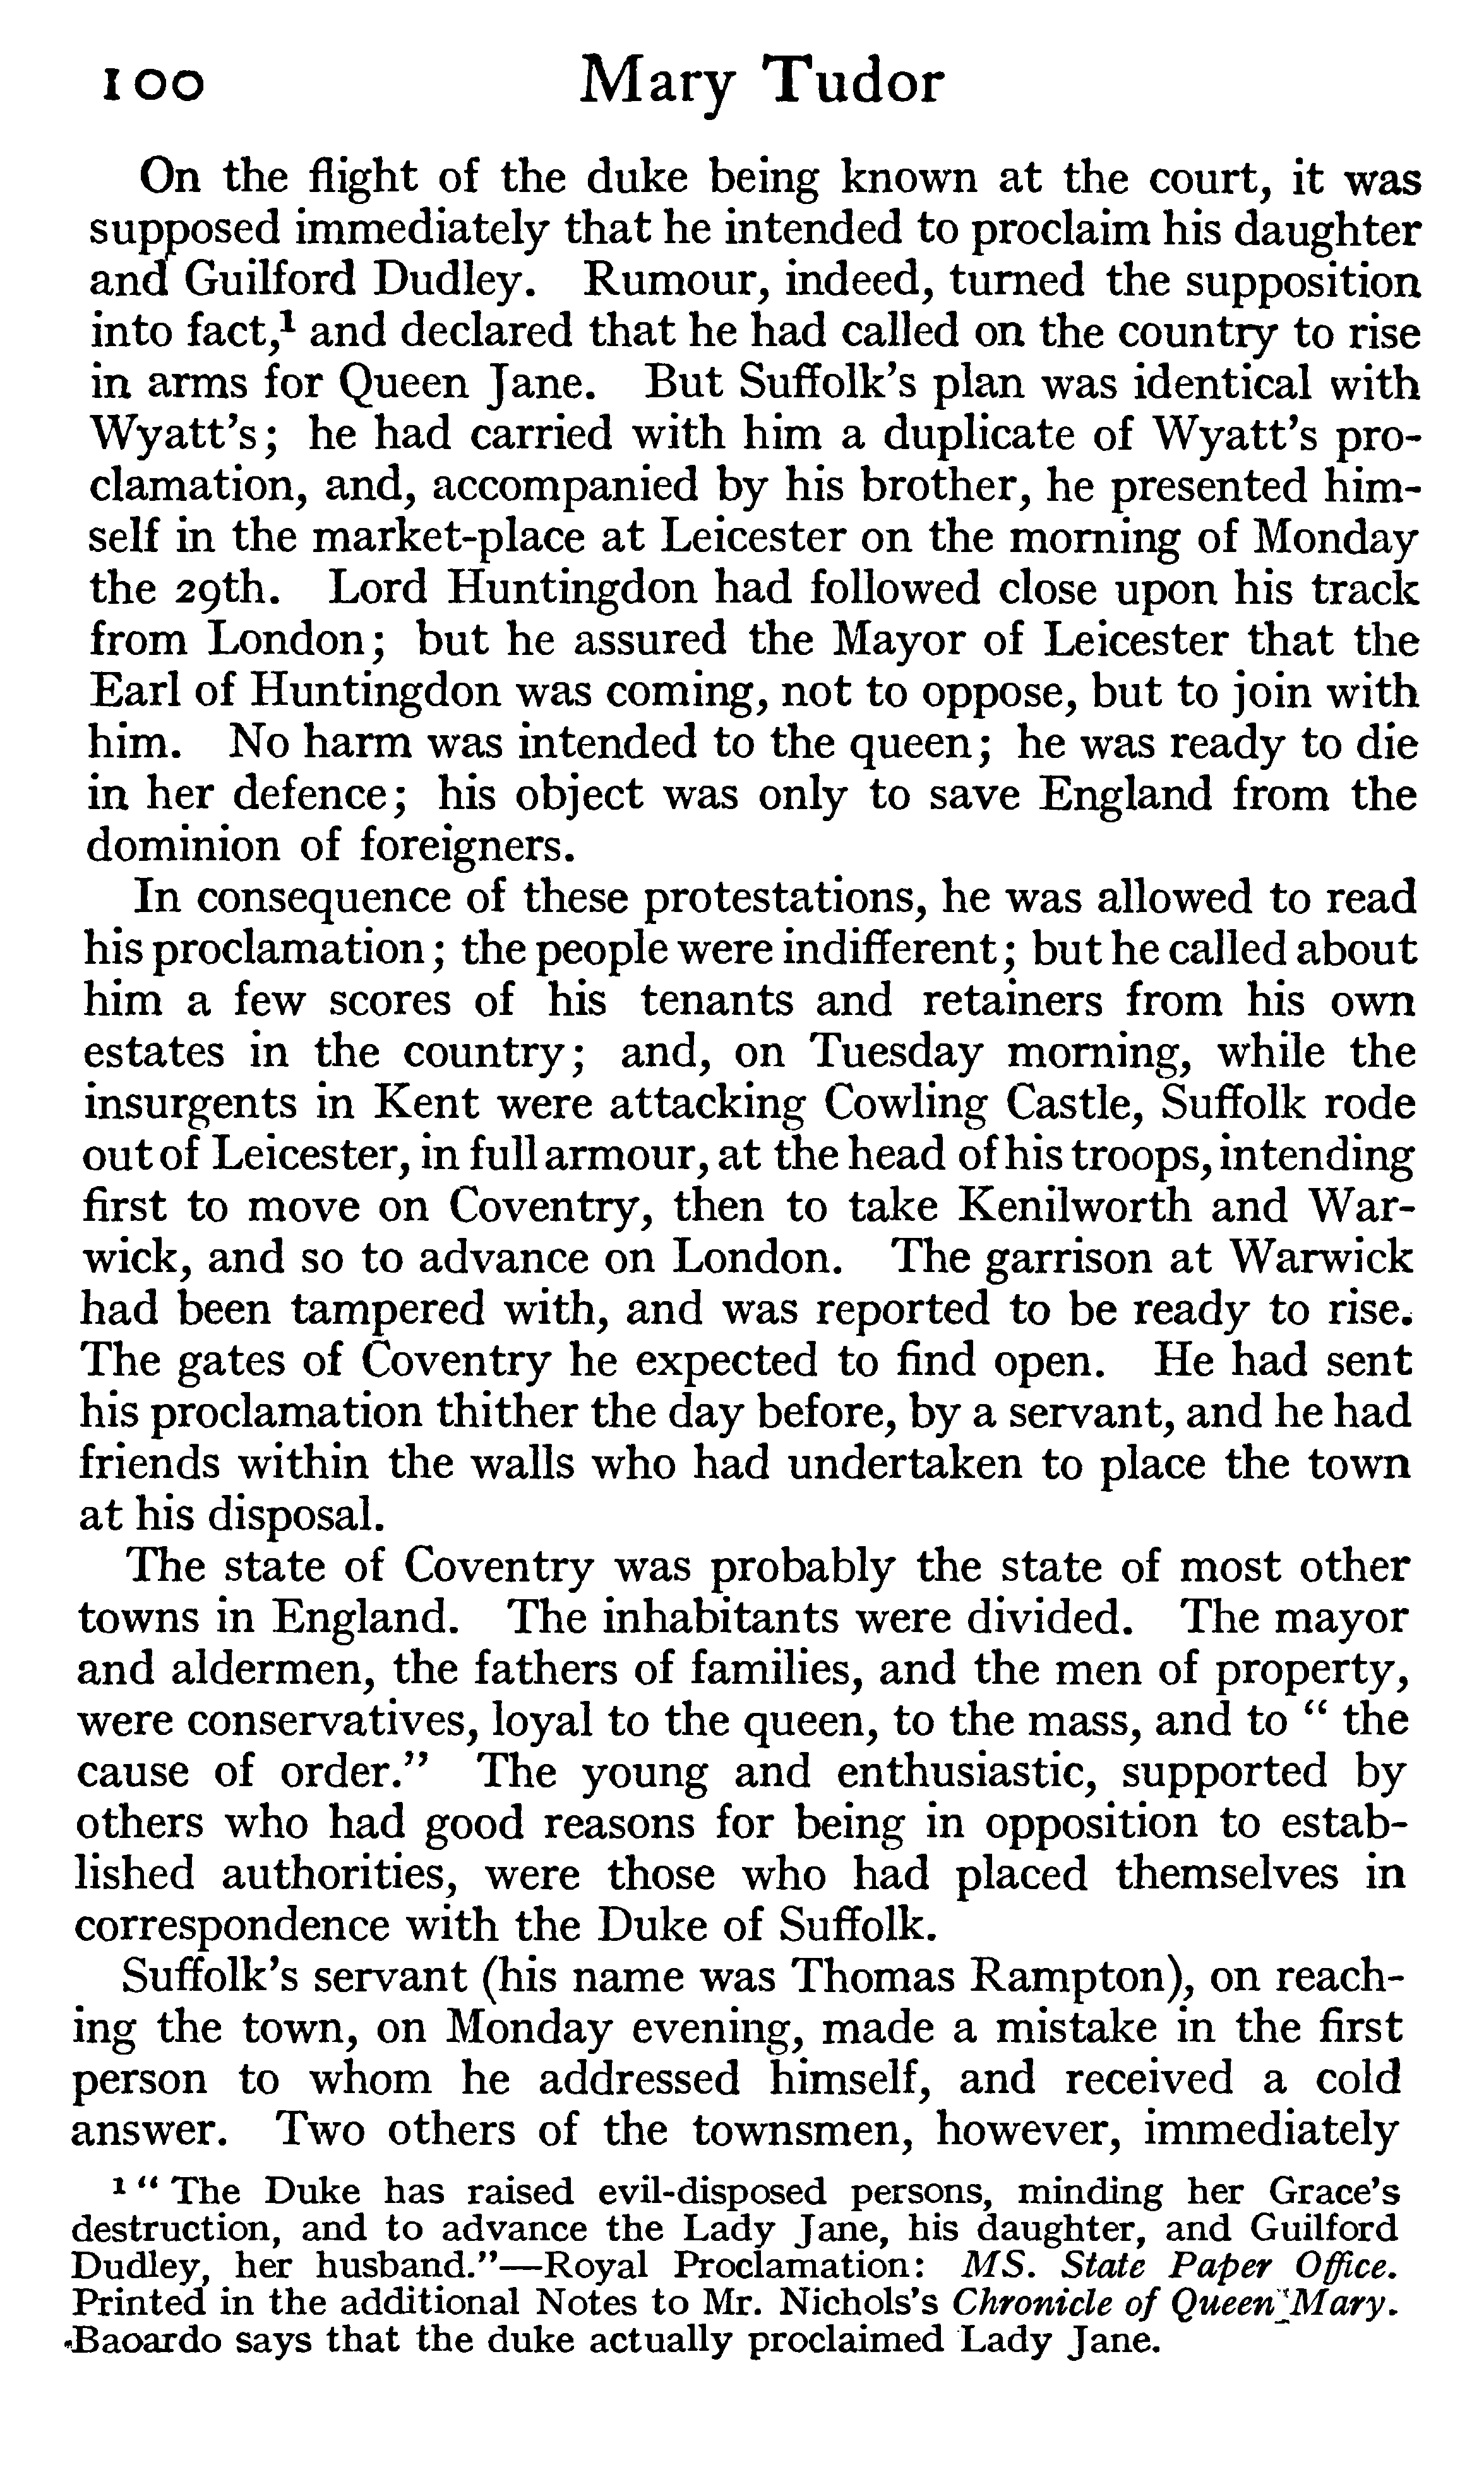 100 Mary Tudor
On the flight of the duke being known at the court, it was
supposed immediately that he intended to proclaim his daughter
and Guilford Dudley. Rumour, indeed, turned the supposition
into fact,¹ and declared that he had called on the country to rise
in arms for Queen Jane. But Suffolk's plan was identical with
Wyatt's; he had carried with him a duplicate of Wyatt's pro-
clamation, and, accompanied by his brother, he presented him-
self in the market-place at Leicester on the morning of Monday
the 29th. Lord Huntingdon had followed close upon his track
from London; but he assured the Mayor of Leicester that the
Earl of Huntingdon was coming, not to oppose, but to join with
him. No harm was intended to the queen; he was ready to die
in her defence; his object was only to save England from the
dominion of foreigners.
In consequence of these protestations, he was allowed to read
his proclamation; the people were indifferent; but he called about
him a few scores of his tenants and retainers from his own
estates in the country; and, on Tuesday morning, while the
insurgents in Kent were attacking Cowling Castle, Suffolk rode
out of Leicester, in full armour, at the head of his troops, intending
first to move on Coventry, then to take Kenilworth and War-
wick, and so to advance on London. The garrison at Warwick
had been tampered with, and was reported to be ready to rise.
The gates of Coventry he expected to find open. He had sent
his proclamation thither the day before, by a servant, and he had
friends within the walls who had undertaken to place the town
at his disposal.
The state of Coventry was probably the state of most other
towns in England. The inhabitants were divided. The mayor
and aldermen, the fathers of families, and the men of property,
were conservatives, loyal to the queen, to the mass, and to "the
cause of order." The young and enthusiastic, supported by
others who had good reasons for being in opposition to estab-
lished authorities, were those who had placed themselves in
correspondence with the Duke of Suffolk.
Suffolk's servant (his name was Thomas Rampton), on reach-
ing the town, on Monday evening, made a mistake in the first
person to whom he addressed himself, and received a cold
answer. Two others of the townsmen, however, immediately
¹ "The Duke has raised evil-disposed persons, minding her Grace's
destruction, and to advance the Lady Jane, his daughter, and Guilford
Dudley, her husband."—Royal Proclamation: MS. State Paper Office.
Printed in the additional Notes to Mr. Nichols's Chronicle of Queen Mary.
Baoardo says that the duke actually proclaimed Lady Jane.